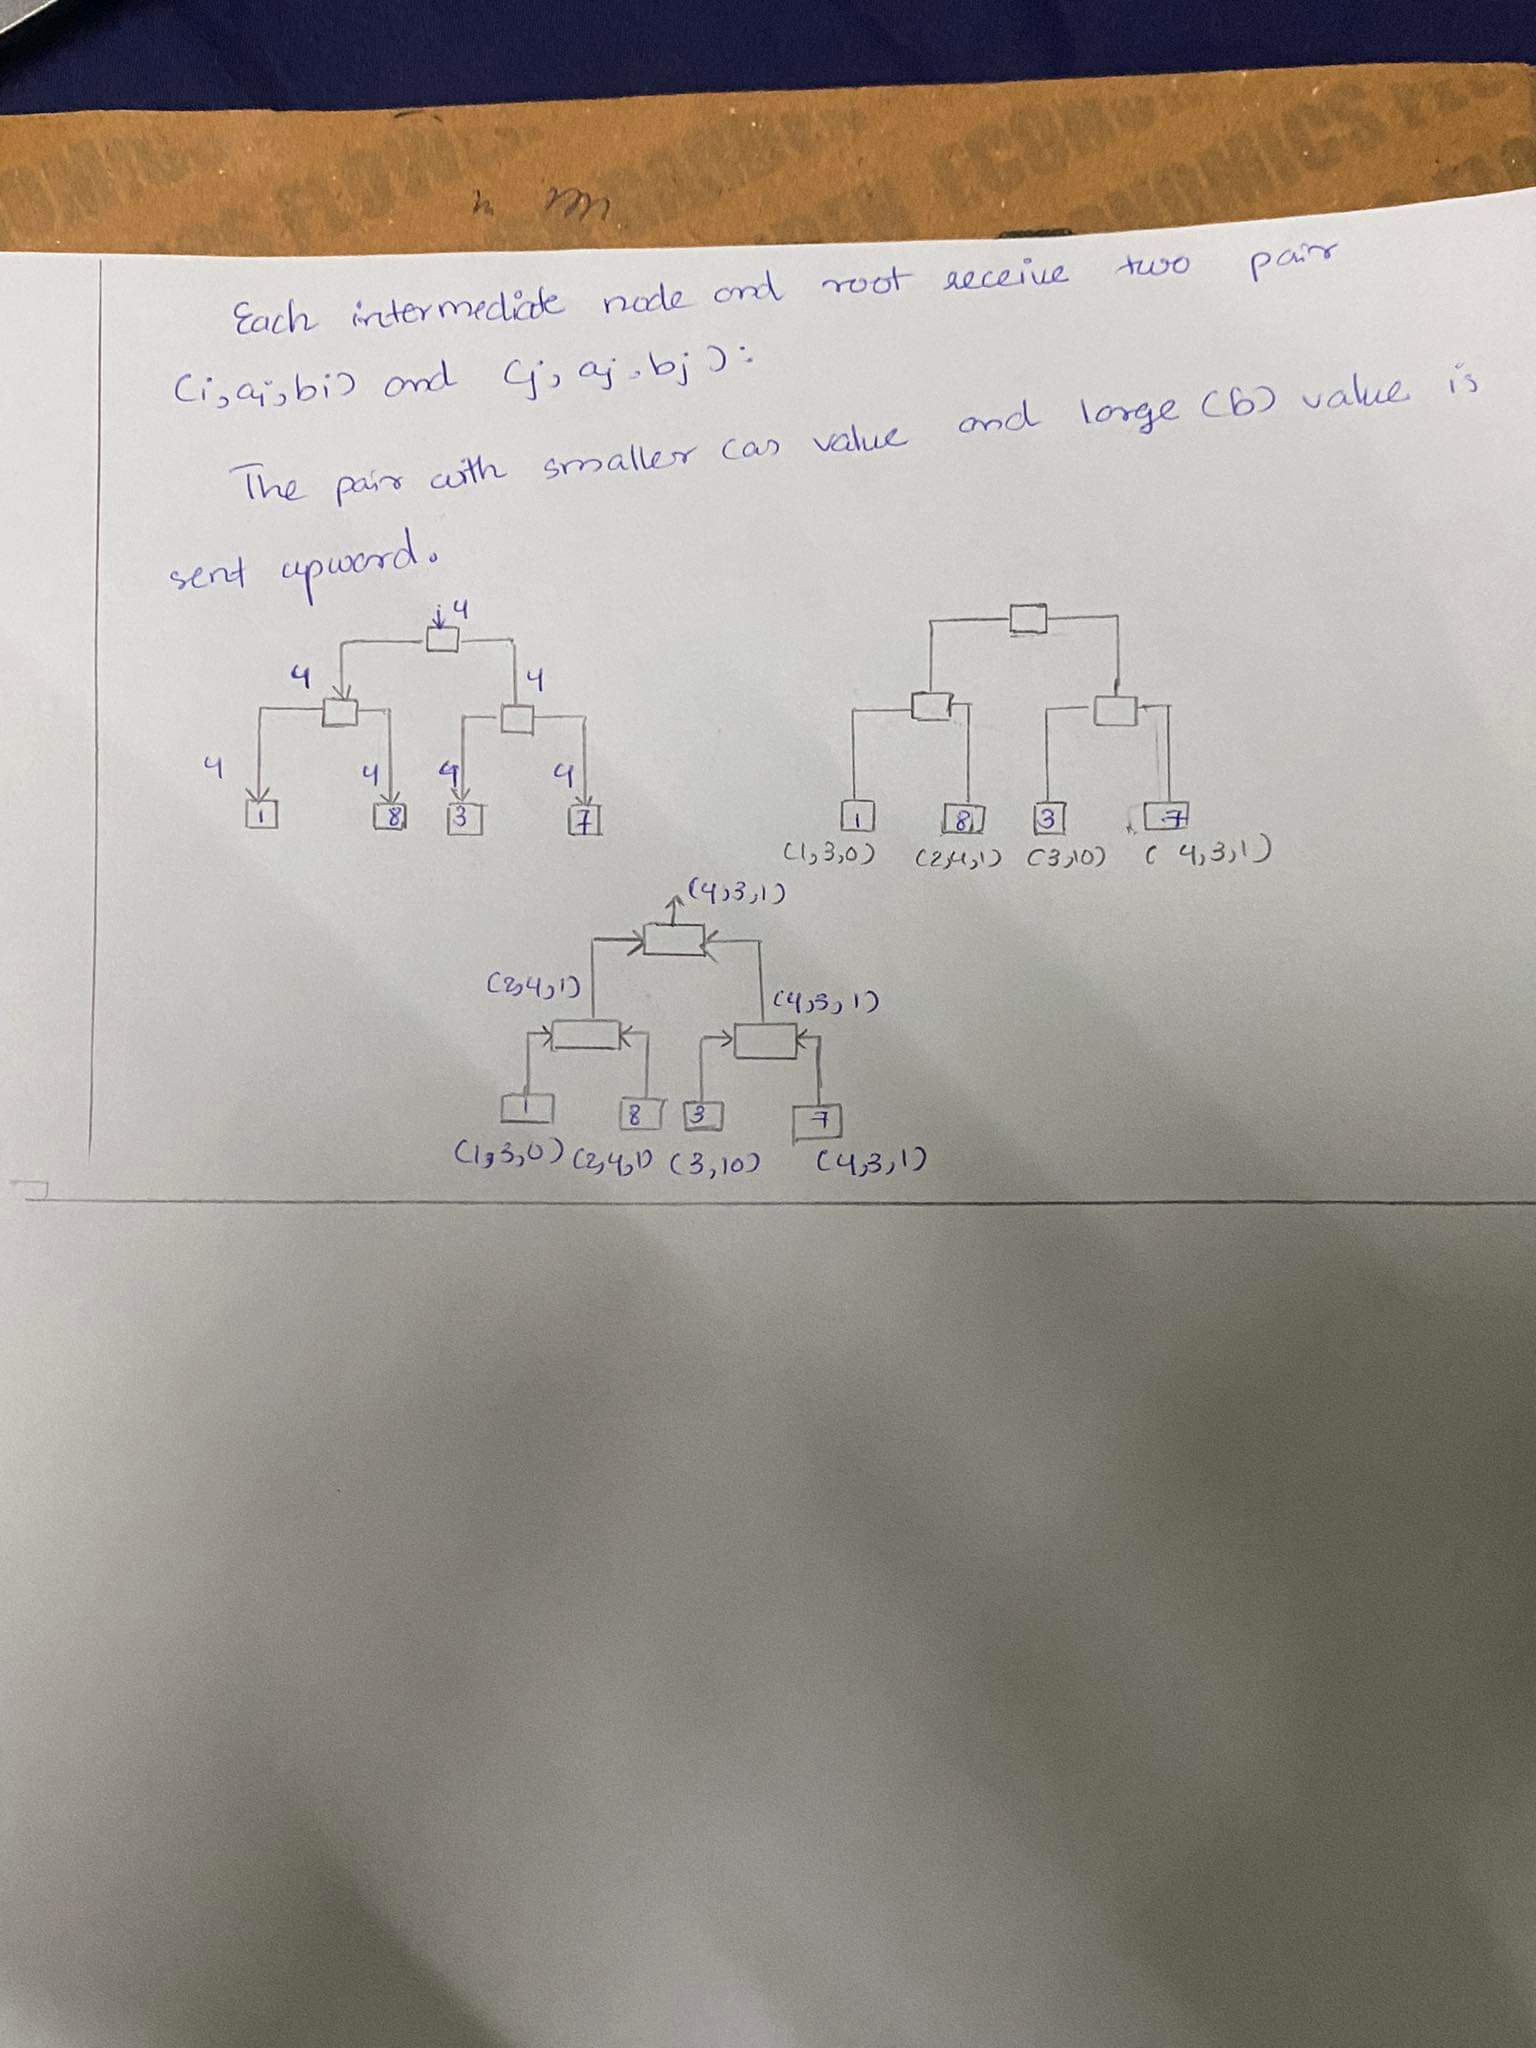 ECONOMICS
Each intermediate node and root receive two pair
(i, ai, bi) and (j, aj, bj):
The pair with smaller (a) value and large (b) value is
sent upward.
4
4 4
4 4 4 4
1 8 3 7
1 8 3 7
(1,3,0) (2,4,1) (3,10) (4,3,1)
(4,3,1)
(2,4,1) (4,3,1)
1 8 3 7
(1,3,0) (2,4,1) (3,10) (4,3,1)